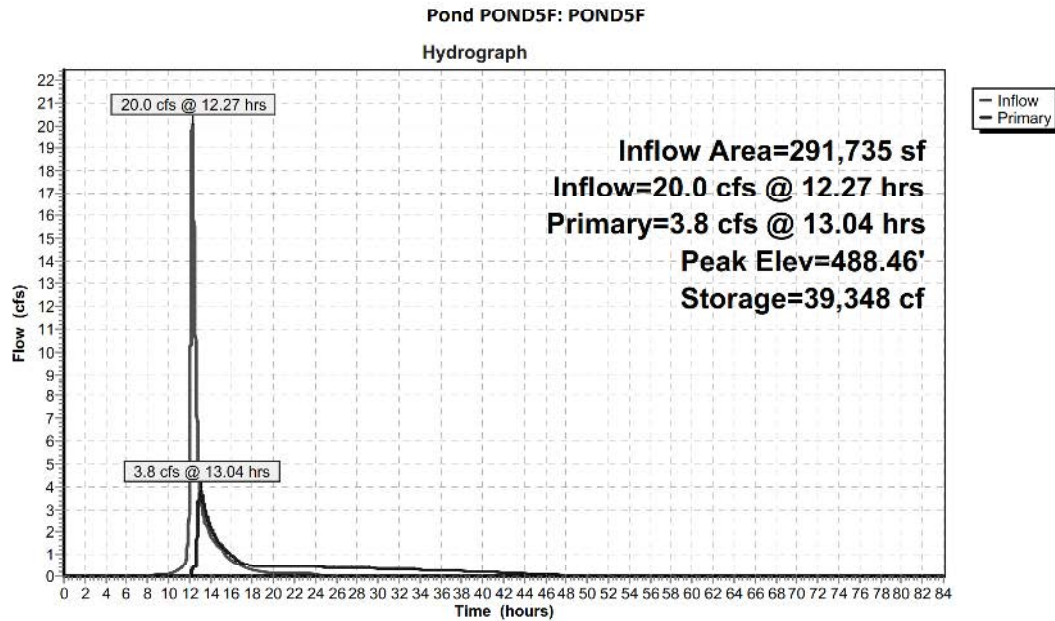 Pond POND5F: POND5F
Hydrograph
Inflow
Primary
20.0 cfs @ 12.27 hrs
3.8 cfs @ 13.04 hrs
Inflow Area=291,735 sf
Inflow=20.0 cfs @ 12.27 hrs
Primary=3.8 cfs @ 13.04 hrs
Peak Elev=488.46'
Storage=39,348 cf
Flow (cfs)
22
21
20
19
18
17
16
15
14
13
12
11
10
9
8
7
6
5
4
3
2
1
0
0 2 4 6 8 10 12 14 16 18 20 22 24 26 28 30 32 34 36 38 40 42 44 46 48 50 52 54 56 58 60 62 64 66 68 70 72 74 76 78 80 82 84
Time (hours)